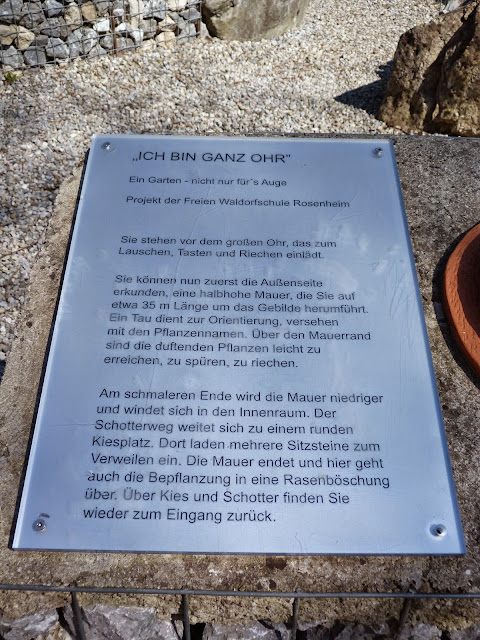 „ICH BIN GANZ OHR"
Ein Garten - nicht nur für`s Auge
Projekt der Freien Waldorfschule Rosenheim
Sie stehen vor dem großen Ohr, das zum
Lauschen, Tasten und Riechen einlädt.
Sie können nun zuerst die Außenseite
erkunden, eine halbhohe Mauer, die Sie auf
etwa 35 m Länge um das Gebilde herumführt.
Ein Tau dient zur Orientierung, versehen
mit den Pflanzennamen. Über den Mauerrand
sind die duftenden Pflanzen leicht zu
erreichen, zu spüren, zu riechen.
Am schmaleren Ende wird die Mauer niedriger
und windet sich in den Innenraum. Der
Schotterweg weitet sich zu einem runden
Kiesplatz. Dort laden mehrere Sitzsteine zum
Verweilen ein. Die Mauer endet und hier geht
auch die Bepflanzung in eine Rasenböschung
über. Über Kies und Schotter finden Sie
wieder zum Eingang zurück.